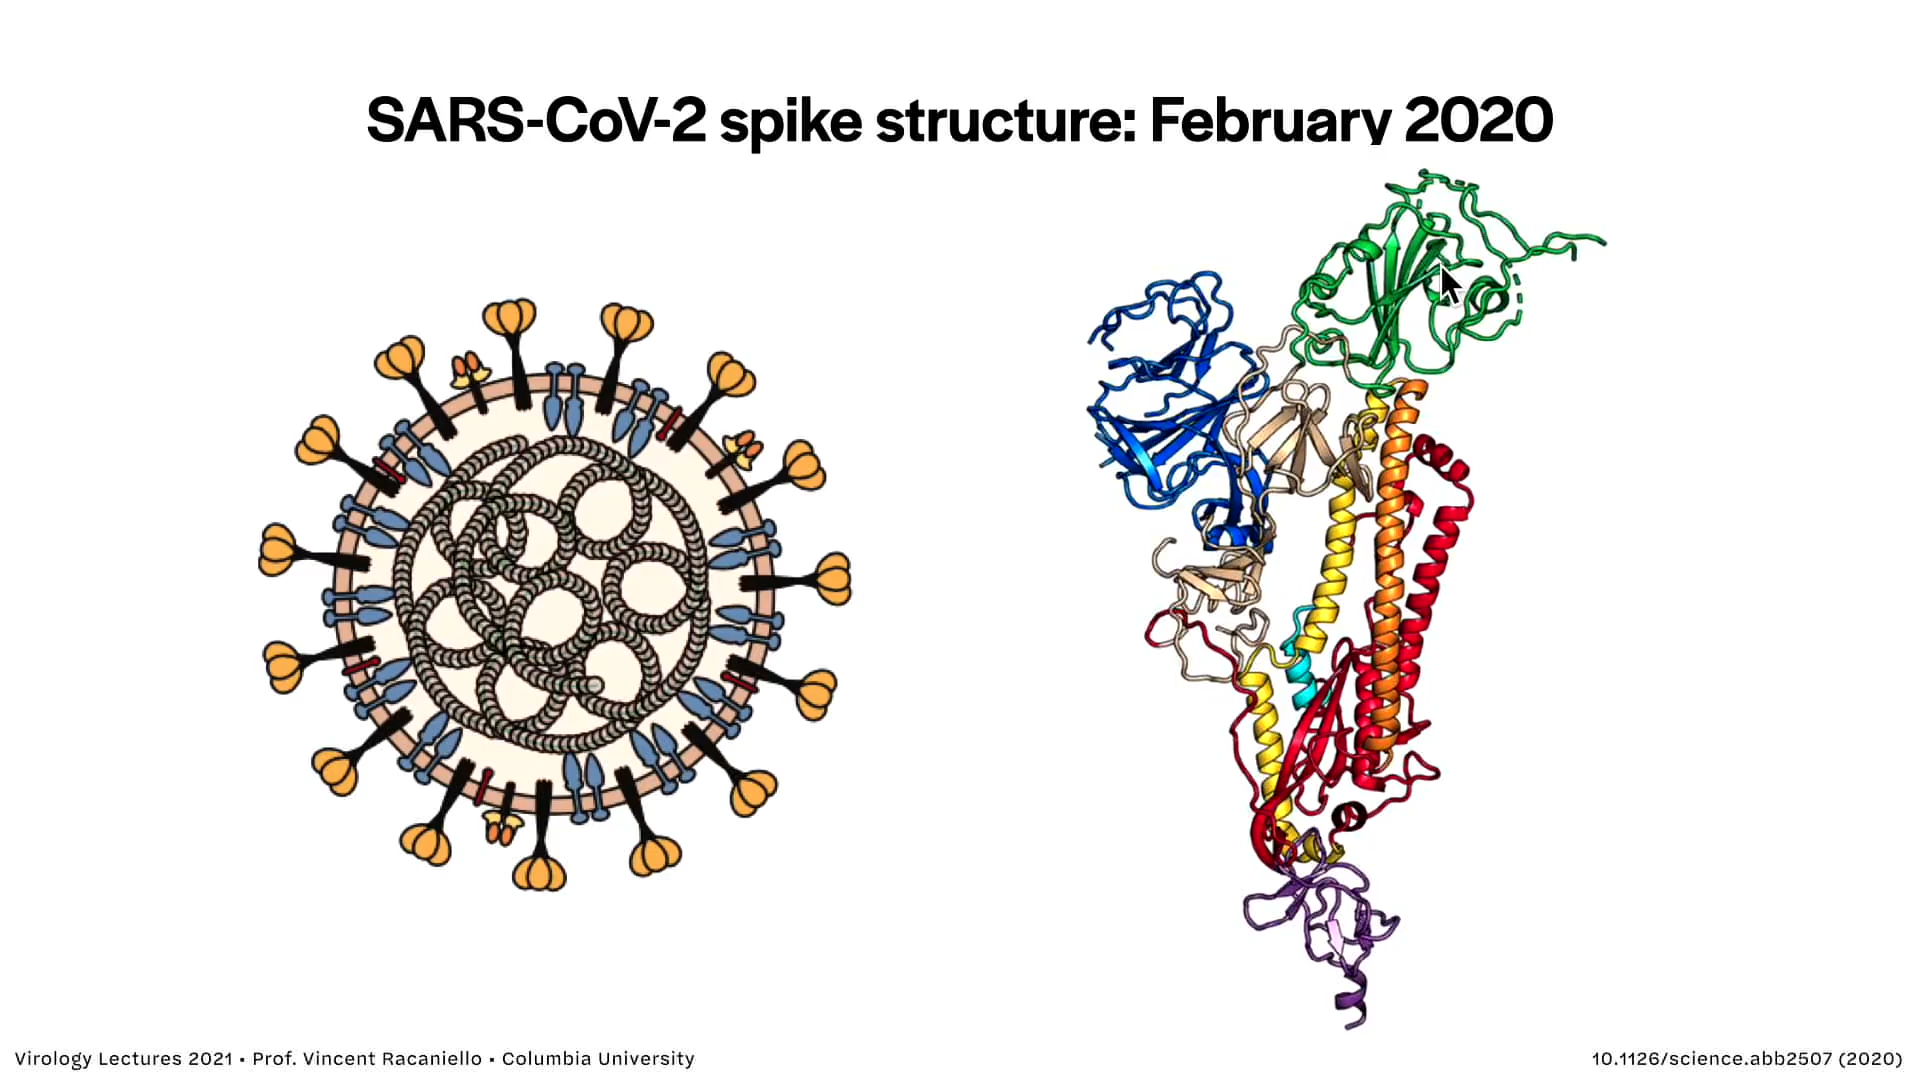 SARS-CoV-2 spike structure: February 2020
Virology Lectures 2021 • Prof. Vincent Racaniello • Columbia University
10.1126/science.abb2507 (2020)